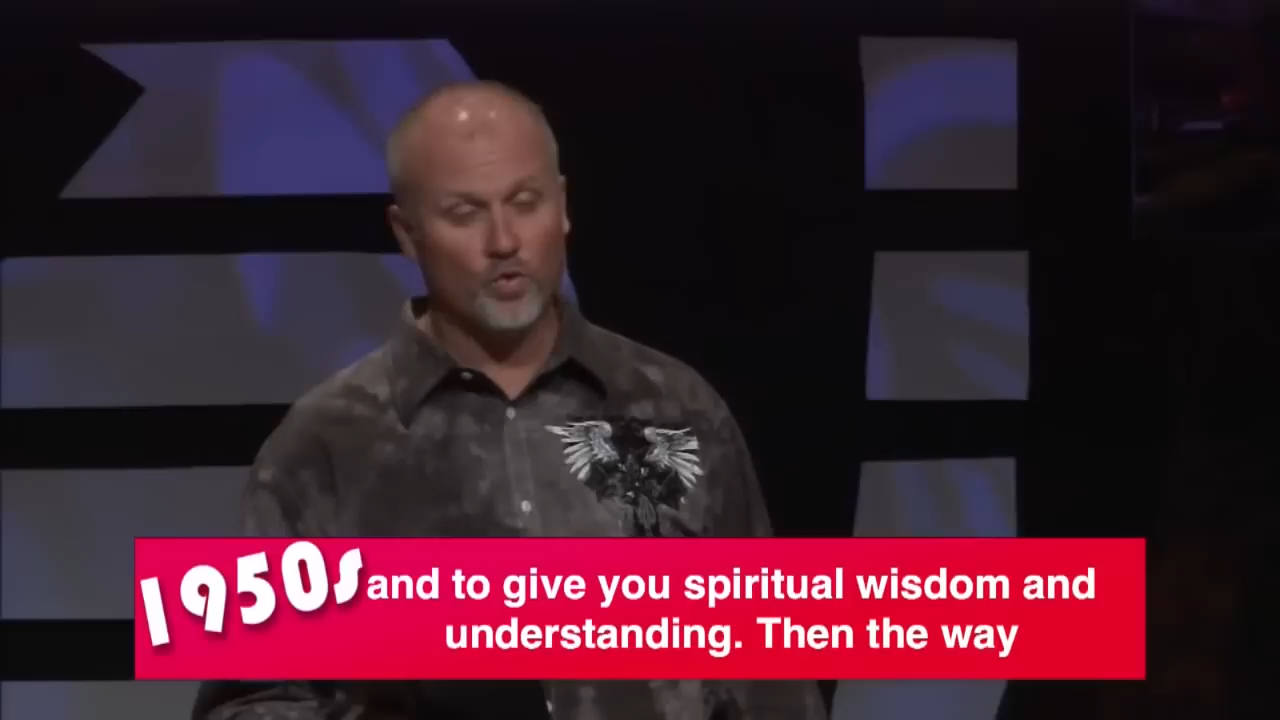 1950s and to give you spiritual wisdom and
understanding. Then the way